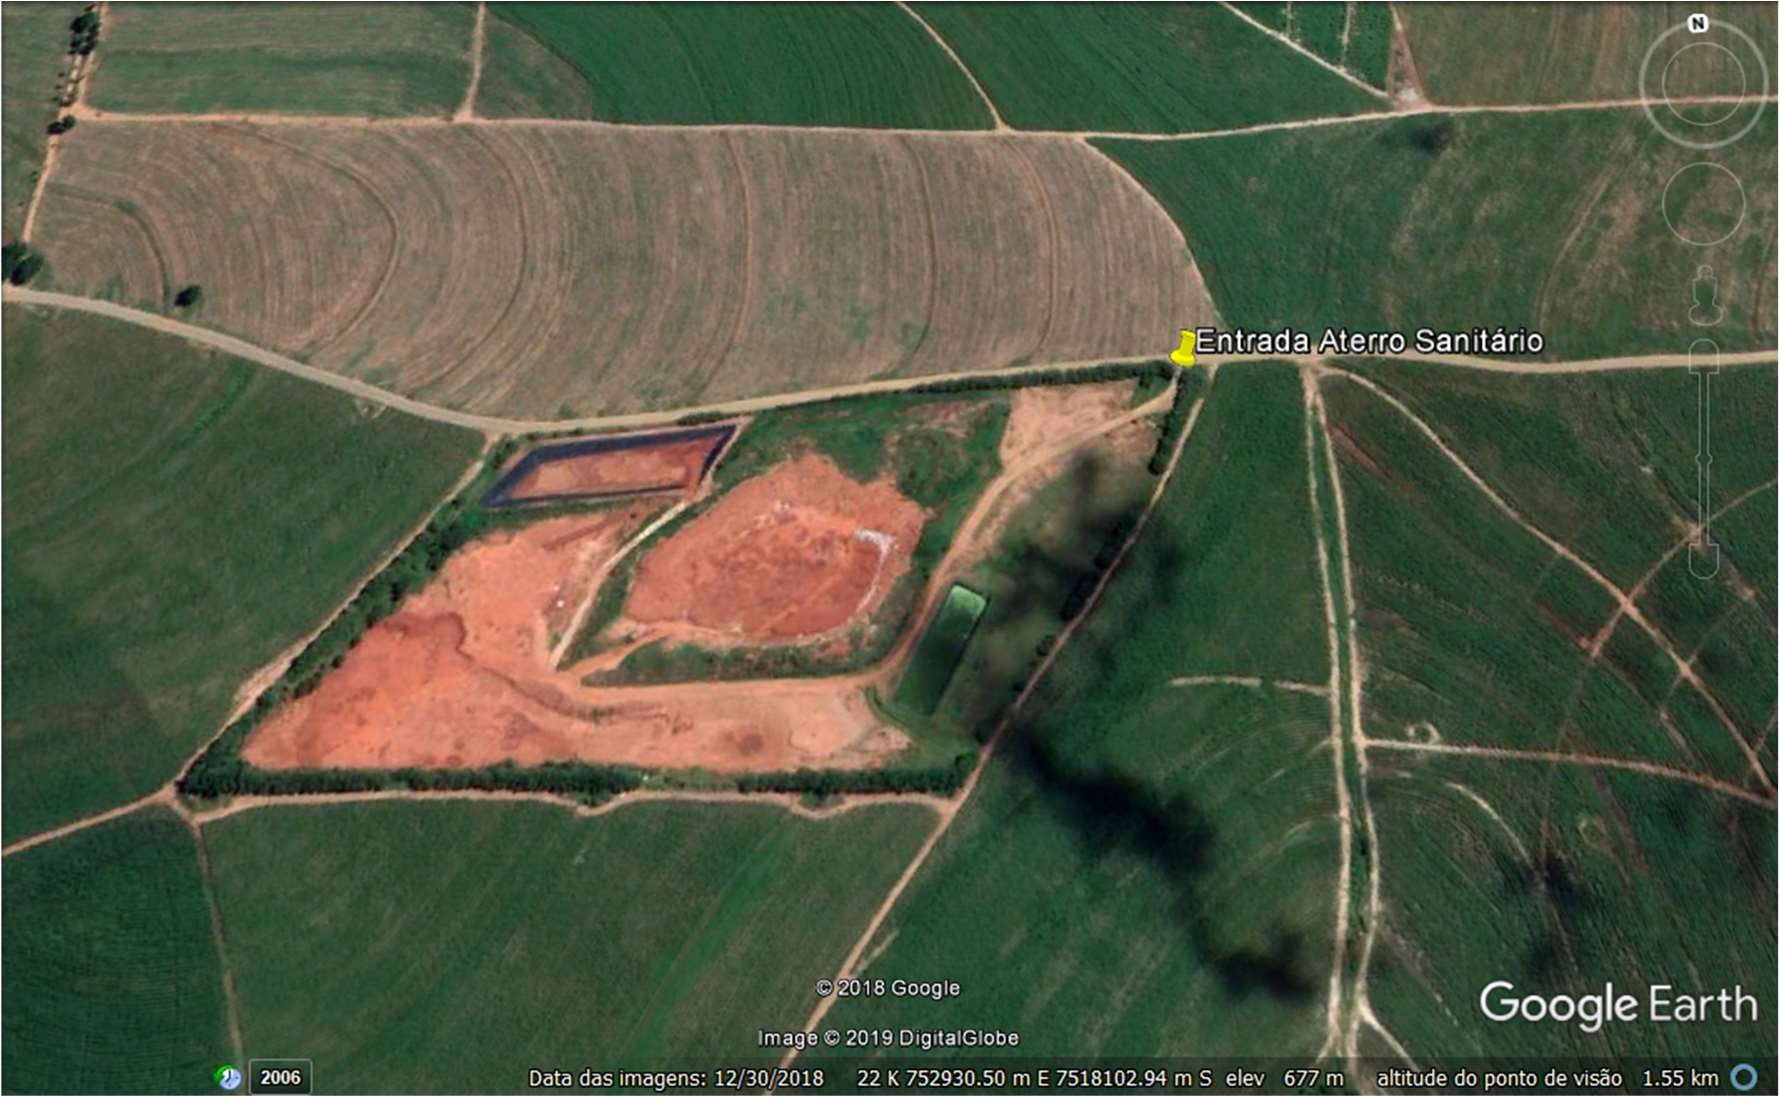 N
Entrada Aterro Sanitário
© 2018 Google
Google Earth
Image © 2019 DigitalGlobe
2006
Data das imagens: 12/30/2018
22 K 752930.50 m E 7518102.94 m S
elev
677 m
altitude do ponto de visão
1.55 km